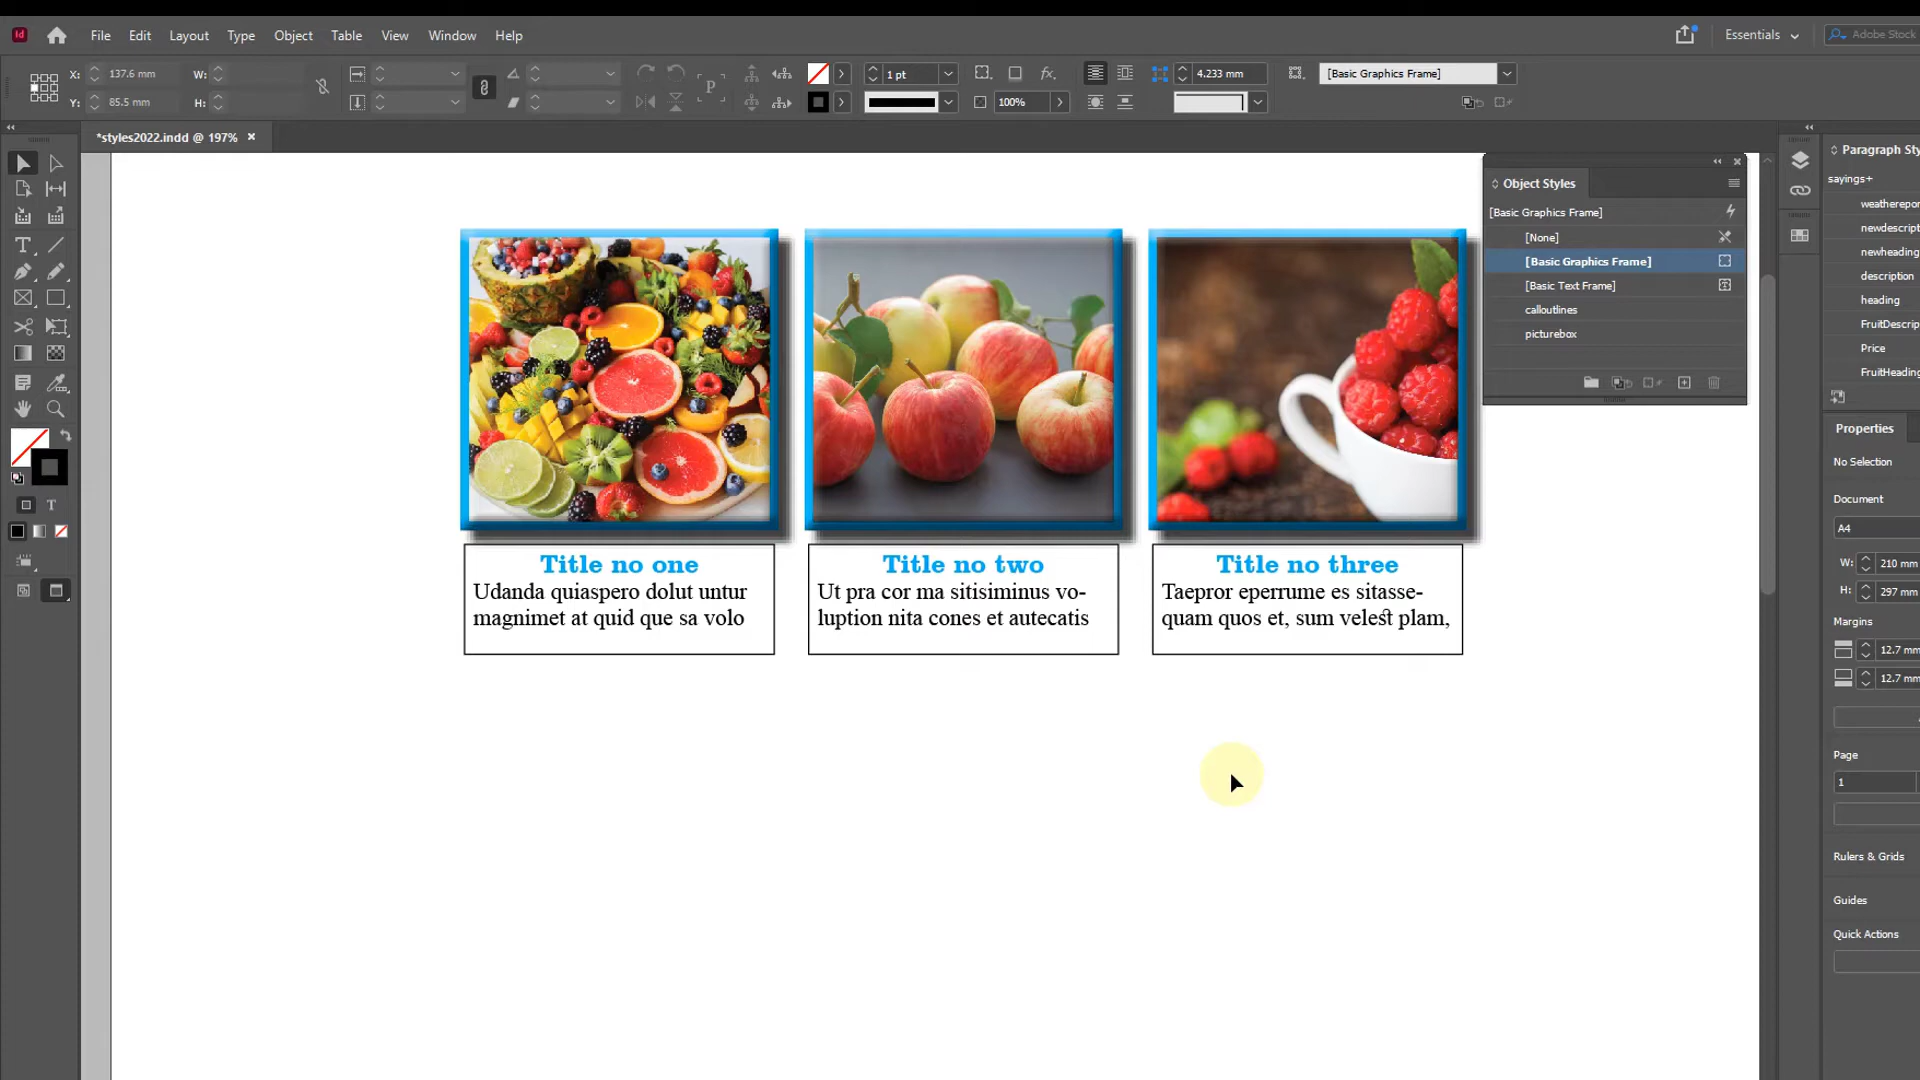 Id File Edit Layout Type Object Table View Window Help Essentials Adobe Stock
X: 137.6 mm W: 1 pt 4.233 mm [Basic Graphics Frame]
Y: 85.5 mm H: 100%
P
fx.
*styles2022.indd @ 197%
Object Styles
[Basic Graphics Frame]
[None]
[Basic Graphics Frame]
[Basic Text Frame]
calloutlines
picturebox
Paragraph Sty
sayings+
weatherepor
newdescript
newheading
description
heading
FruitDescrip
Price
FruitHeading
Properties
No Selection
Document
A4
W: 210 mm
H: 297 mm
Margins
12.7 mm
12.7 mm
Page
1
Rulers & Grids
Guides
Quick Actions
Title no one
Udanda quiaspero dolut untur
magnimet at quid que sa volo
Title no two
Ut pra cor ma sitisiminus vo-
luption nita cones et autecatis
Title no three
Taepror eperrume es sitasse-
quam quos et, sum velest plam,